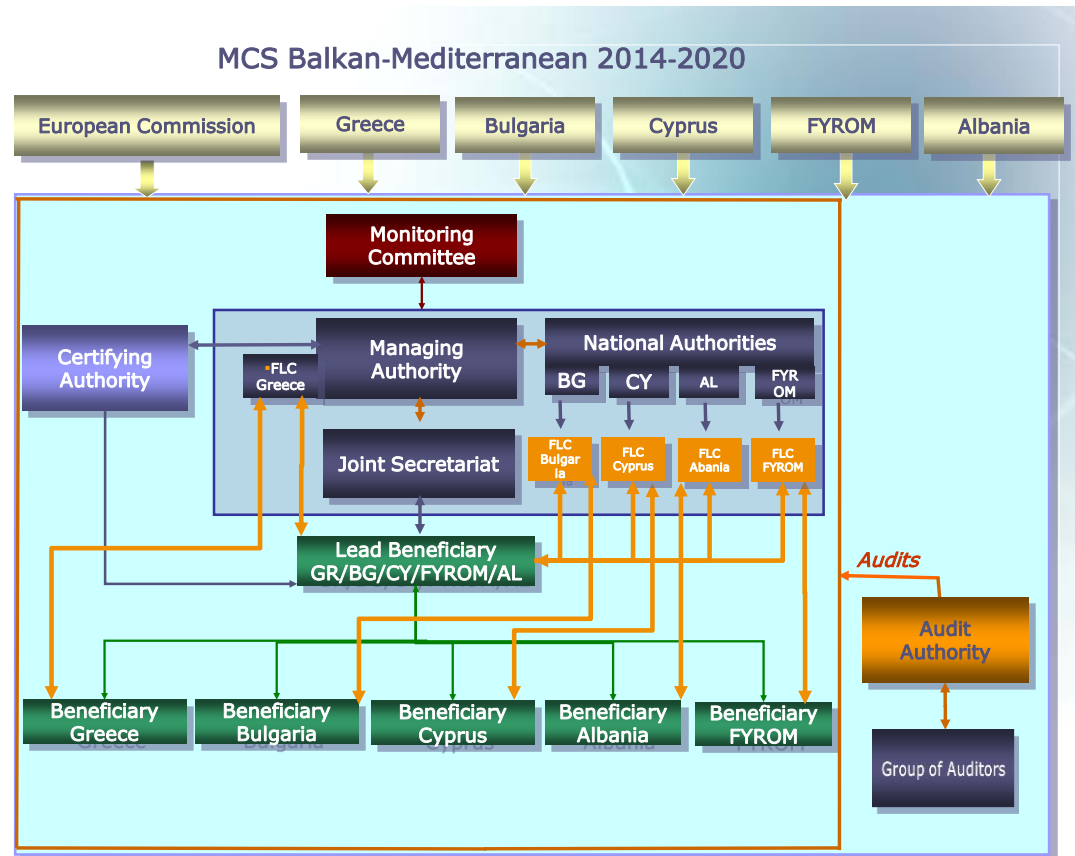 MCS Balkan-Mediterranean 2014-2020
European Commission
Greece
Bulgaria
Cyprus
FYROM
Albania
Monitoring
Committee
Certifying
Authority
▪FLC
Greece
Managing
Authority
National Authorities
BG
CY
AL
FYR
OM
Joint Secretariat
FLC
Bulgar
ia
FLC
Cyprus
FLC
Abania
FLC
FYROM
Lead Beneficiary
GR/BG/CY/FYROM/AL
Audits
Audit
Authority
Beneficiary
Greece
Beneficiary
Bulgaria
Beneficiary
Cyprus
Beneficiary
Albania
Beneficiary
FYROM
Group of Auditors